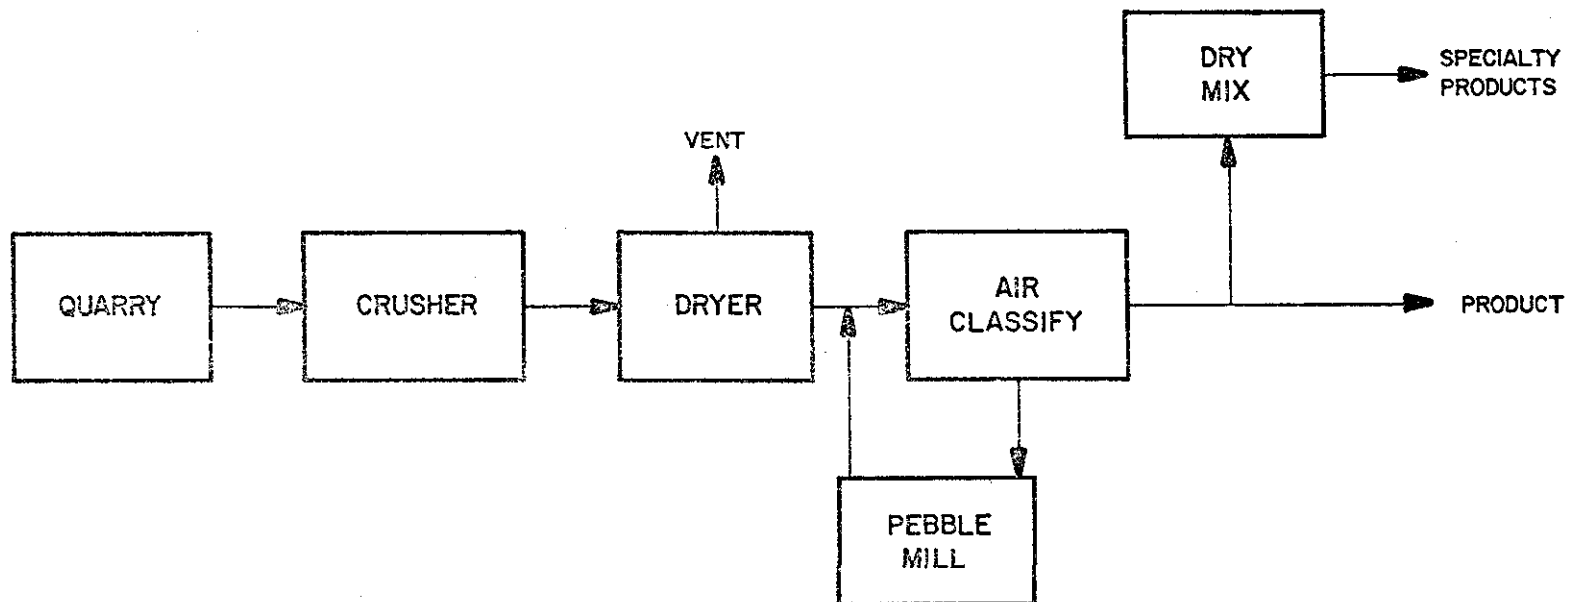 DRY
MIX
SPECIALTY
PRODUCTS
VENT
QUARRY
CRUSHER
DRYER
AIR
CLASSIFY
PRODUCT
PEBBLE
MILL